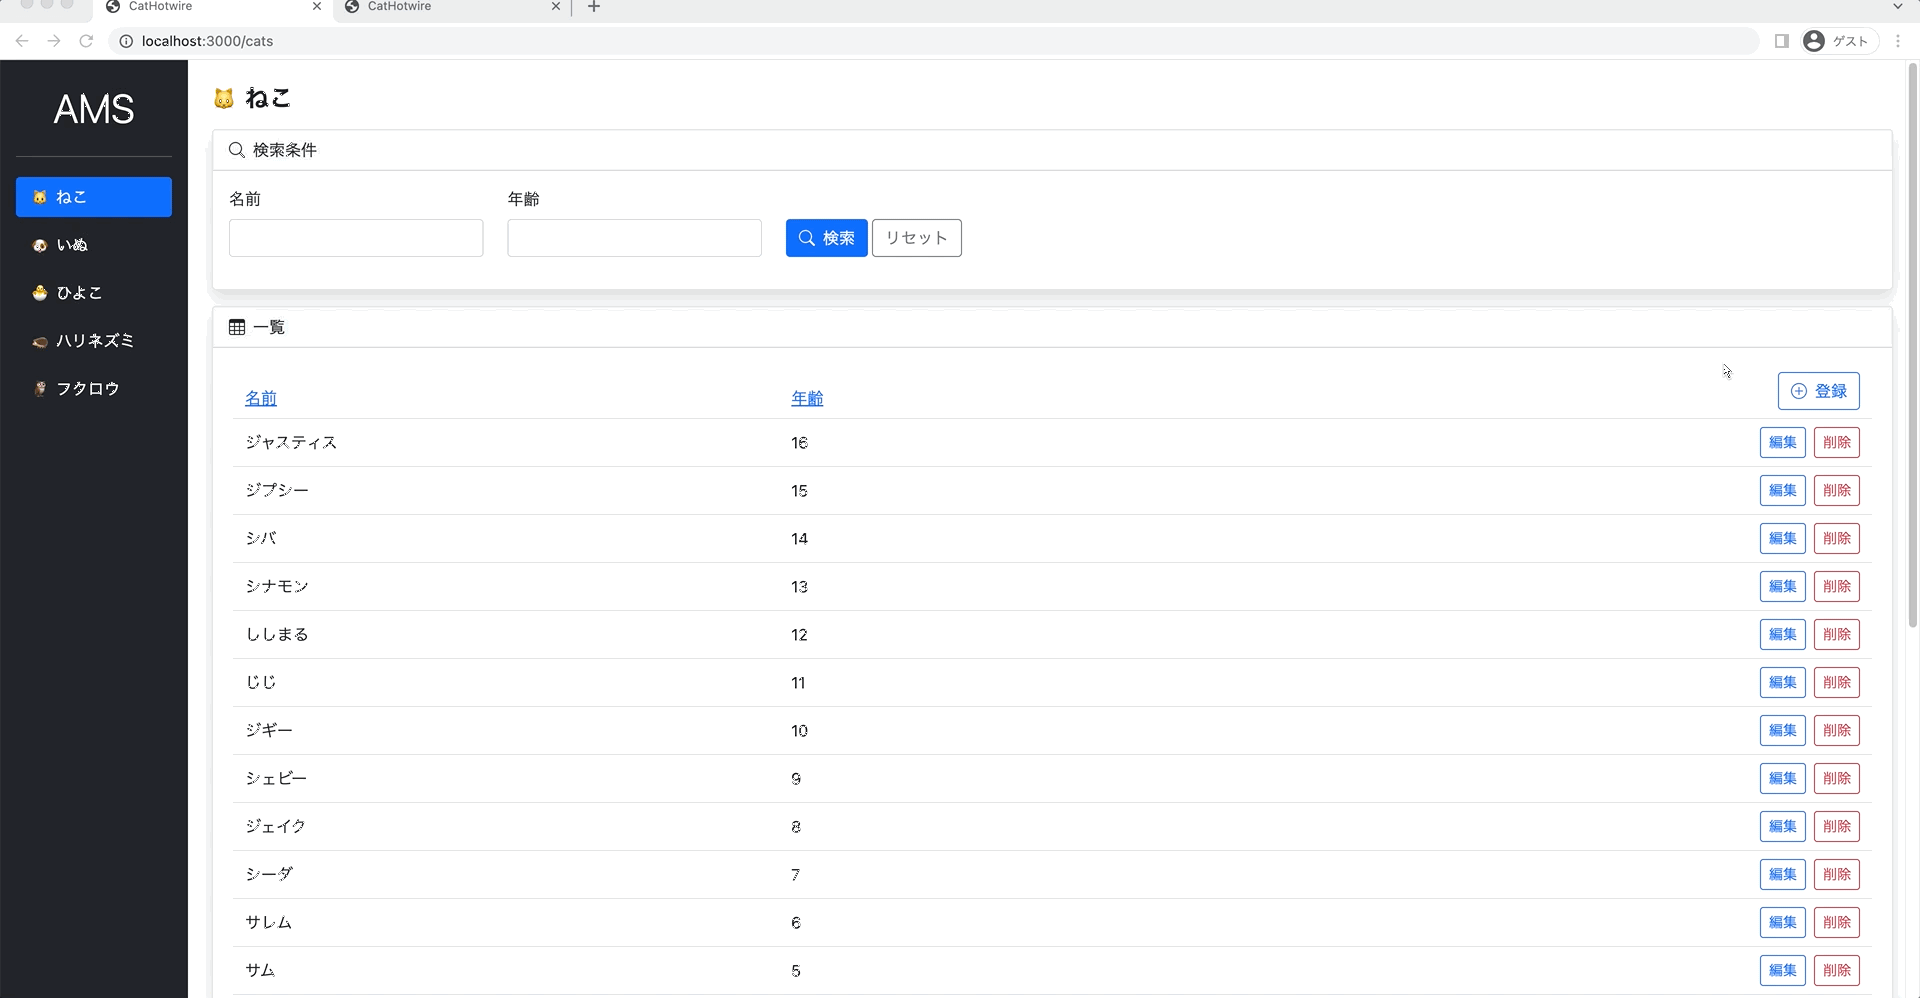 CatHotwire
CatHotwire
localhost:3000/cats
ゲスト
AMS
ねこ
いぬ
ひよこ
ハリネズミ
フクロウ
ねこ
検索条件
名前
年齢
検索
リセット
一覧
名前 年齢 登録
ジャスティス 16 編集 削除
ジプシー 15 編集 削除
シバ 14 編集 削除
シナモン 13 編集 削除
ししまる 12 編集 削除
じじ 11 編集 削除
ジギー 10 編集 削除
シェビー 9 編集 削除
ジェイク 8 編集 削除
シーダ 7 編集 削除
サレム 6 編集 削除
サム 5 編集 削除